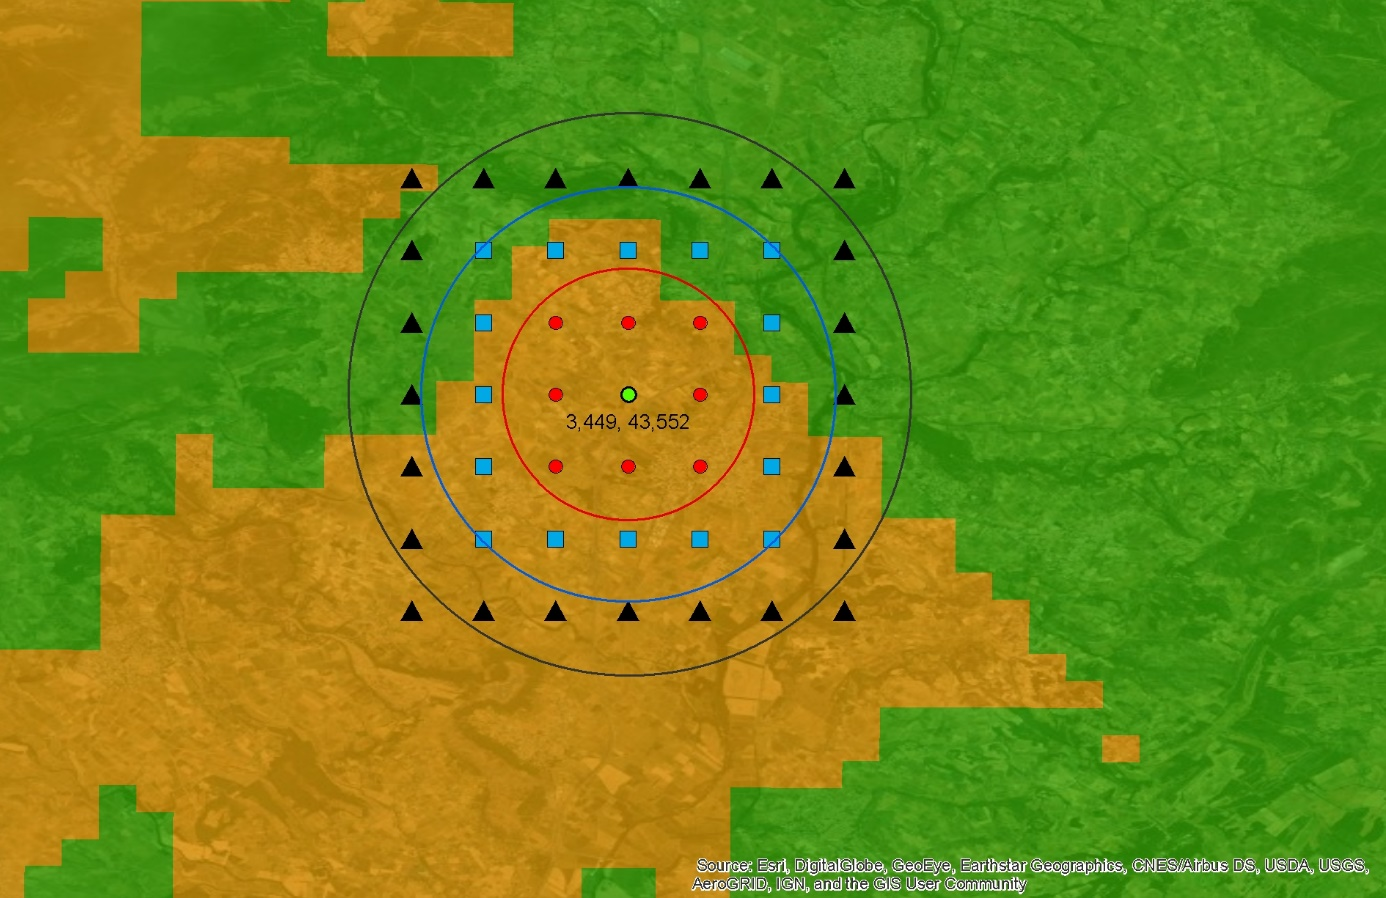 3,449, 43,552
Source: Esri, DigitalGlobe, GeoEye, Earthstar Geographics, CNES/Airbus DS, USDA, USGS,
AeroGRID, IGN, and the GIS User Community